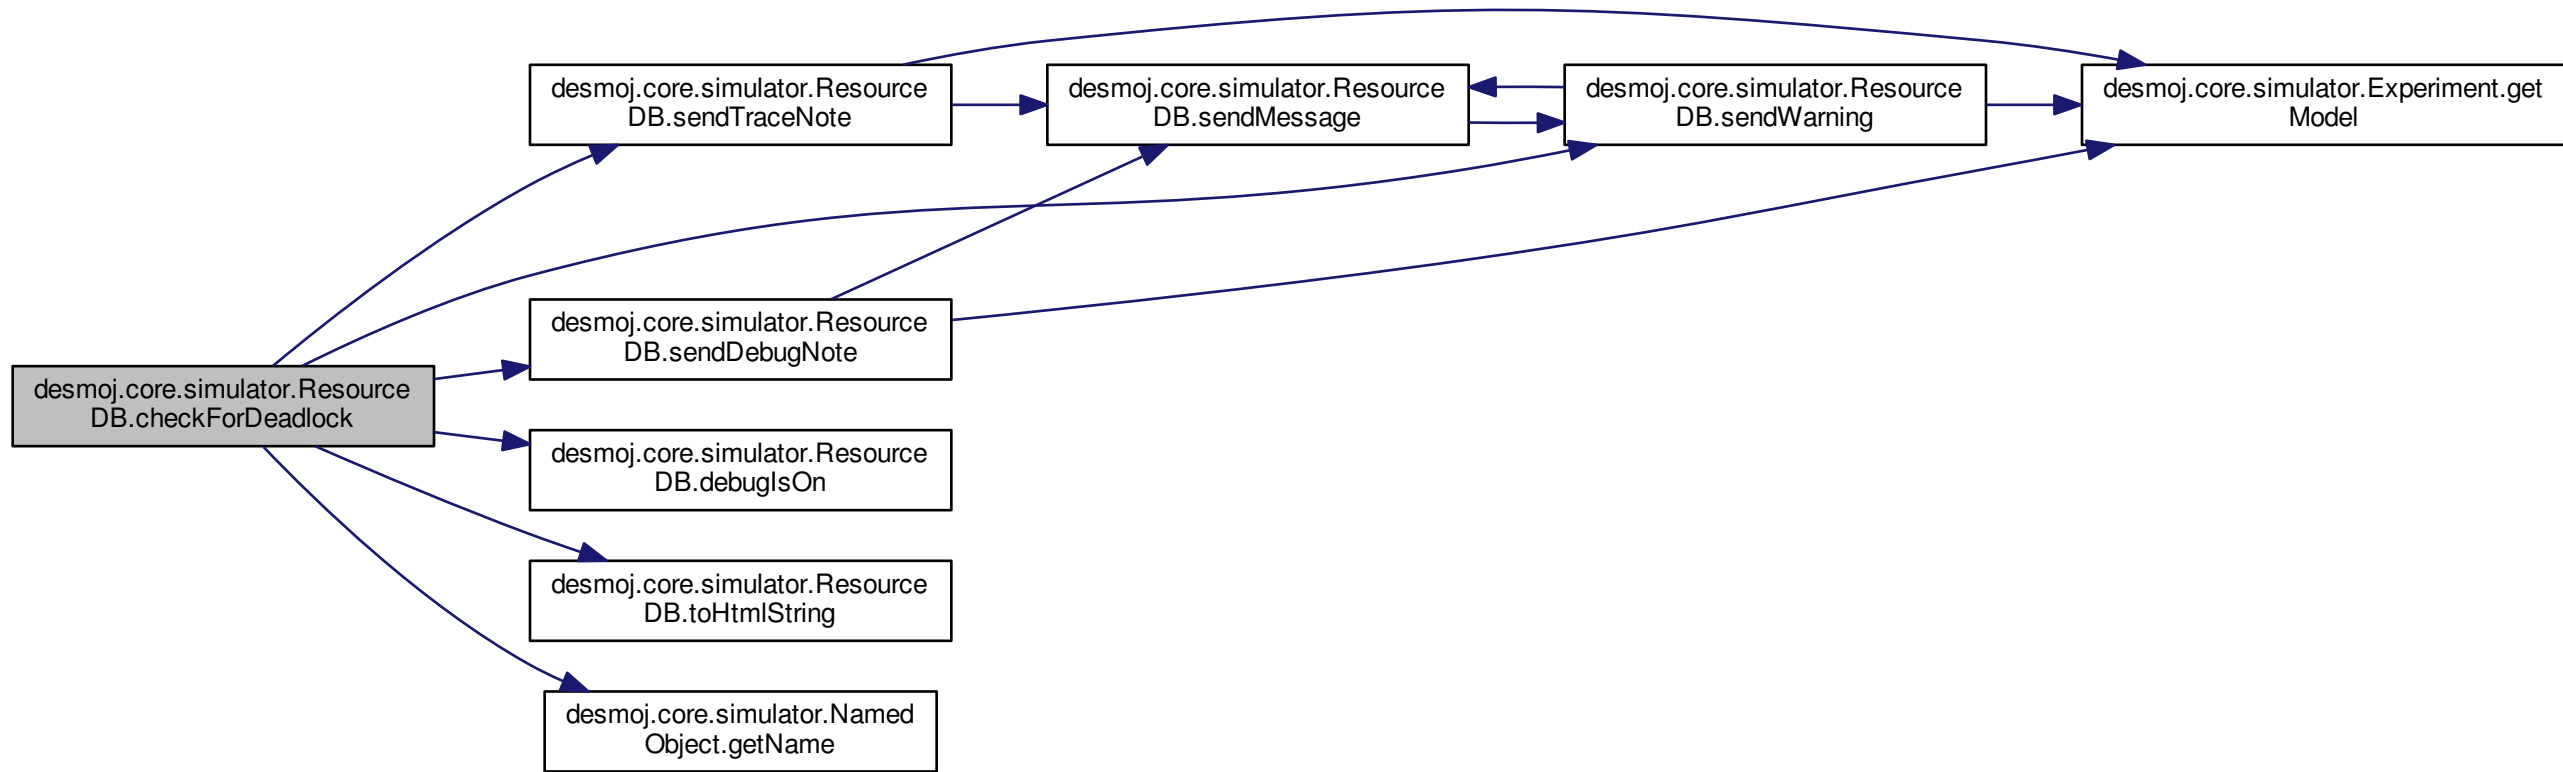 desmoj.core.simulator.Resource
DB.sendTraceNote
desmoj.core.simulator.Resource
DB.sendMessage
desmoj.core.simulator.Resource
DB.sendWarning
desmoj.core.simulator.Experiment.get
Model
desmoj.core.simulator.Resource
DB.sendDebugNote
desmoj.core.simulator.Resource
DB.checkForDeadlock
desmoj.core.simulator.Resource
DB.debugIsOn
desmoj.core.simulator.Resource
DB.toHtmlString
desmoj.core.simulator.Named
Object.getName